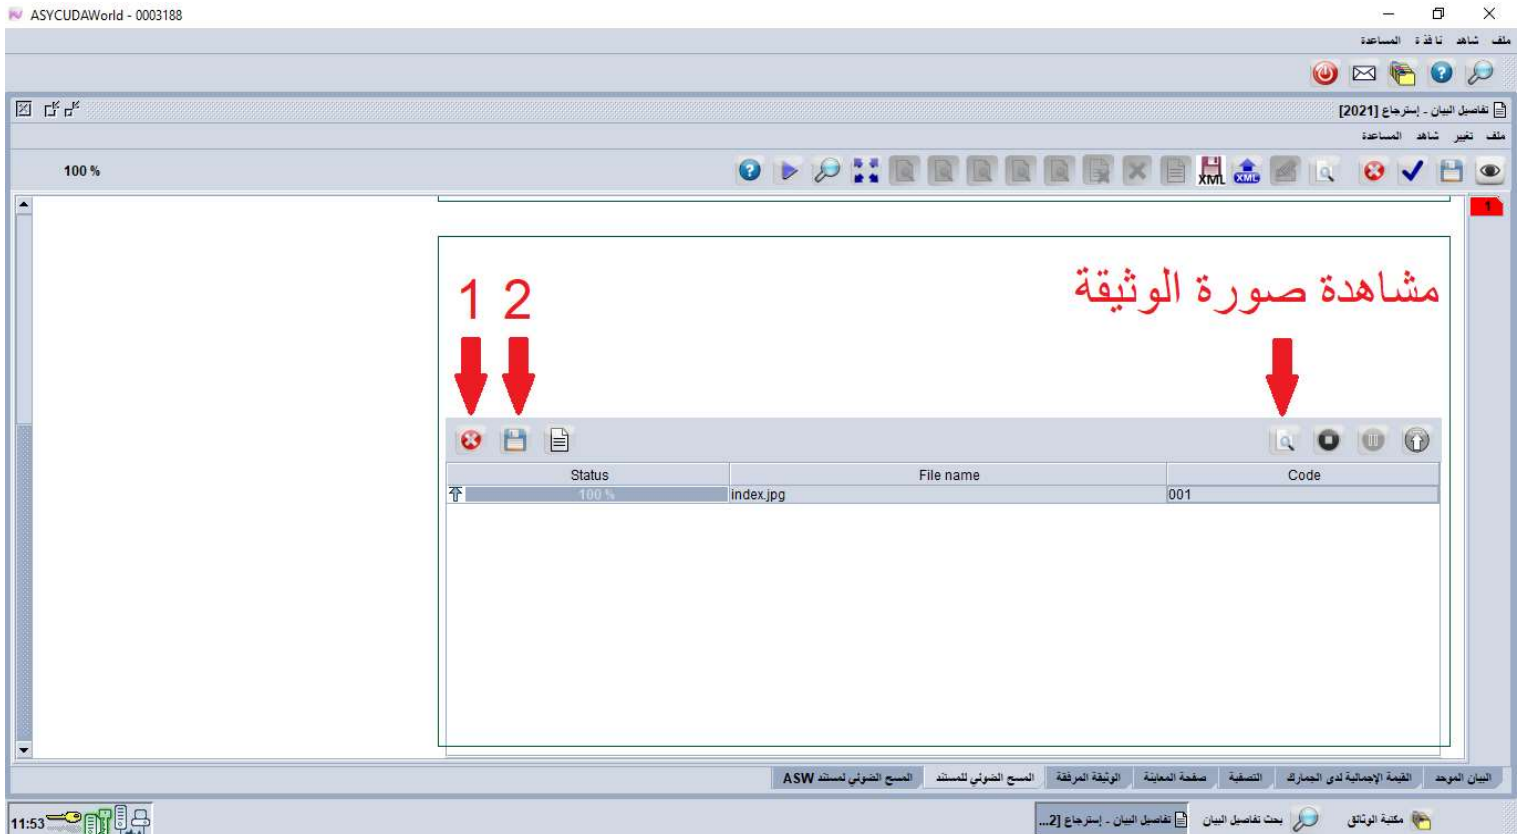 ASYCUDAWorld - 0003188
ملف شاهد نافذة المساعدة
تفاصيل البيان - إسترجاع [2021]
ملف تغيير شاهد المساعدة
100 %
XML XML
1
مشاهدة صورة الوثيقة
1 2
Status File name Code
100 % index.jpg 001
البيان الموحد القيمة الإجمالية لدى الجمارك التصفية صفحة المعاينة الوثيقة المرفقة المسح الضوئي للمستند المسح الضوئي لمستند ASW
مكتبة الوثائق بحث تفاصيل البيان تفاصيل البيان - إسترجاع [2...
11:53